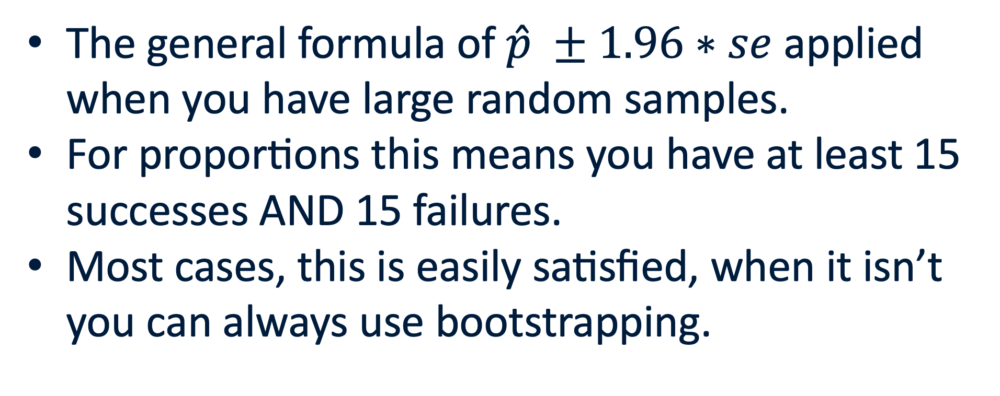 • The general formula of p̂ ± 1.96 * se applied
when you have large random samples.
• For proportions this means you have at least 15
successes AND 15 failures.
• Most cases, this is easily satisfied, when it isn’t
you can always use bootstrapping.